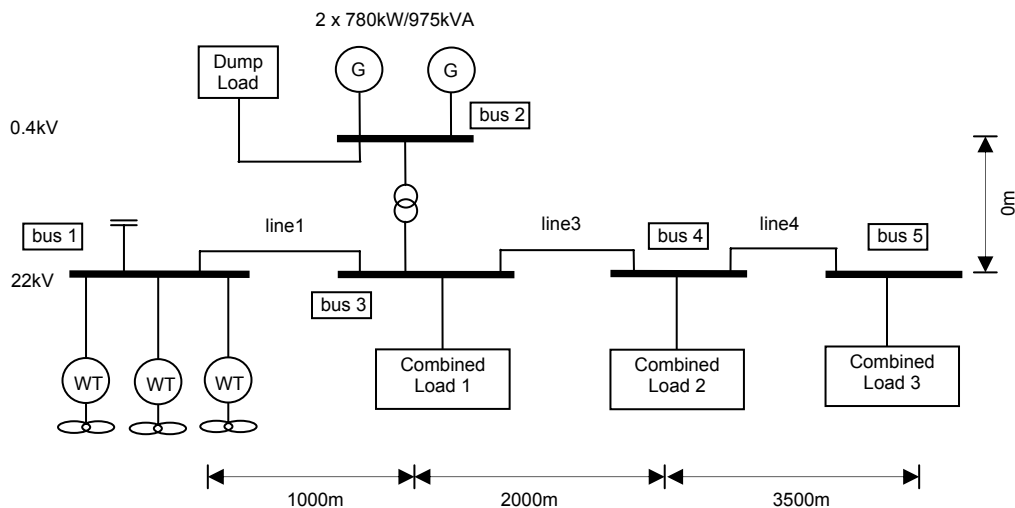 2 x 780kW/975kVA
Dump
Load
G
G
bus 2
0.4kV
0m
line1
line3
line4
bus 1
bus 4
bus 5
22kV
bus 3
WT
WT
WT
Combined
Load 1
Combined
Load 2
Combined
Load 3
1000m
2000m
3500m